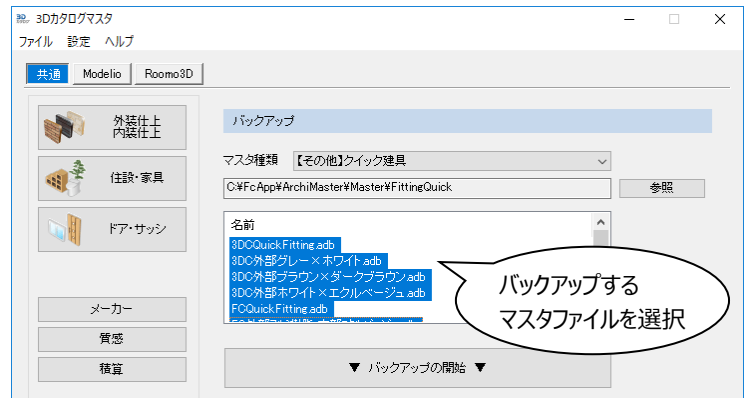 3Dカタログマスタ
ファイル 設定 ヘルプ
共通 Modelio Roomo3D
外装仕上
内装仕上
住設・家具
ドア・サッシ
メーカー
質感
積算
バックアップ
マスタ種類 【その他】クイック建具
C:¥FcApp¥ArchiMaster¥Master¥FittingQuick 参照
名前
3DCQuickFitting.adb
3DC外部グレー×ホワイト.adb
3DC外部ブラウン×ダークブラウン.adb
3DC外部ホワイト×エクルベージュ.adb
FCQuickFitting.adb
バックアップする
マスタファイルを選択
▼ バックアップの開始 ▼